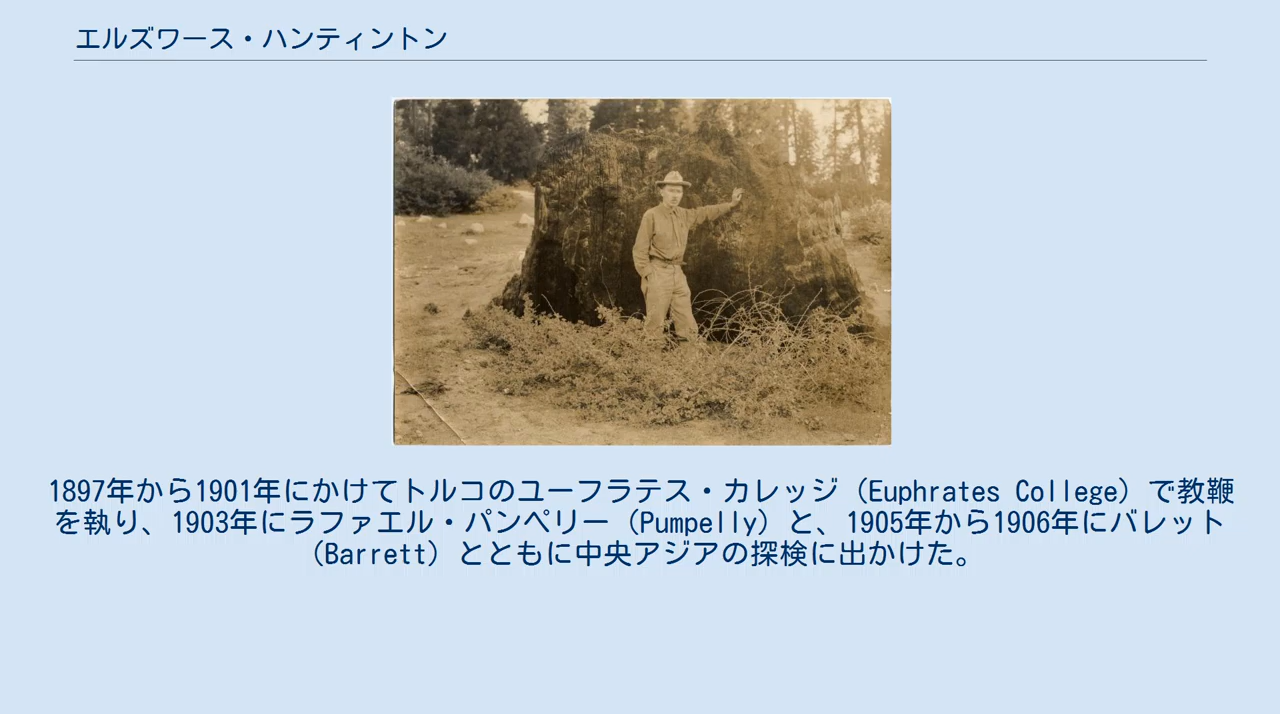 エルズワース・ハンティントン
1897年から1901年にかけてトルコのユーフラテス・カレッジ（Euphrates College）で教鞭
を執り、1903年にラファエル・パンペリー（Pumpelly）と、1905年から1906年にバレット
（Barrett）とともに中央アジアの探検に出かけた。